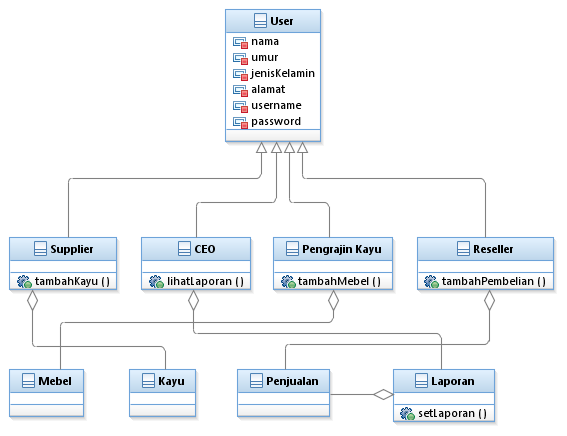 User
nama
umur
jenisKelamin
alamat
username
password
Supplier
tambahKayu ( )
CEO
lihatLaporan ( )
Pengrajin Kayu
tambahMebel ( )
Reseller
tambahPembelian ( )
Mebel
Kayu
Penjualan
Laporan
setLaporan ( )